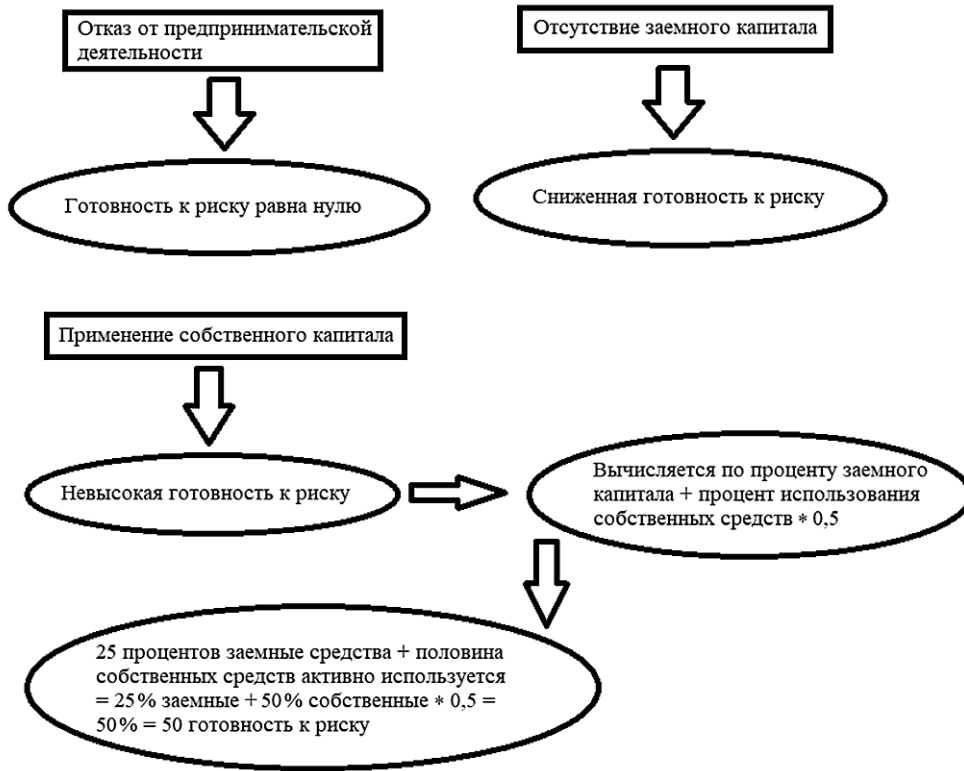 Отказ от предпринимательской
деятельности
Отсутствие заемного капитала
Готовность к риску равна нулю
Сниженная готовность к риску
Применение собственного капитала
Невысокая готовность к риску
Вычисляется по проценту заемного
капитала + процент использования
собственных средств * 0,5
25 процентов заемные средства + половина
собственных средств активно используется
= 25% заемные + 50% собственные * 0,5 =
50% = 50 готовность к риску